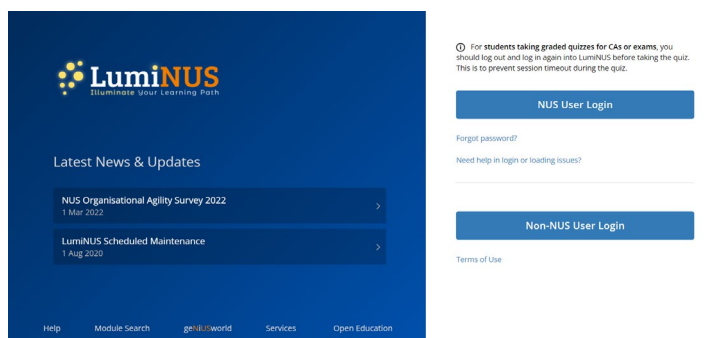 LumiNUS
Illuminate Your Learning Path
Latest News & Updates
NUS Organisational Agility Survey 2022
1 Mar 2022
LumiNUS Scheduled Maintenance
1 Aug 2020
Help Module Search geNiUSworld Services Open Education
For students taking graded quizzes for CAs or exams, you
should log out and log in again into LumiNUS before taking the quiz.
This is to prevent session timeout during the quiz.
NUS User Login
Forgot password?
Need help in login or loading issues?
Non-NUS User Login
Terms of Use